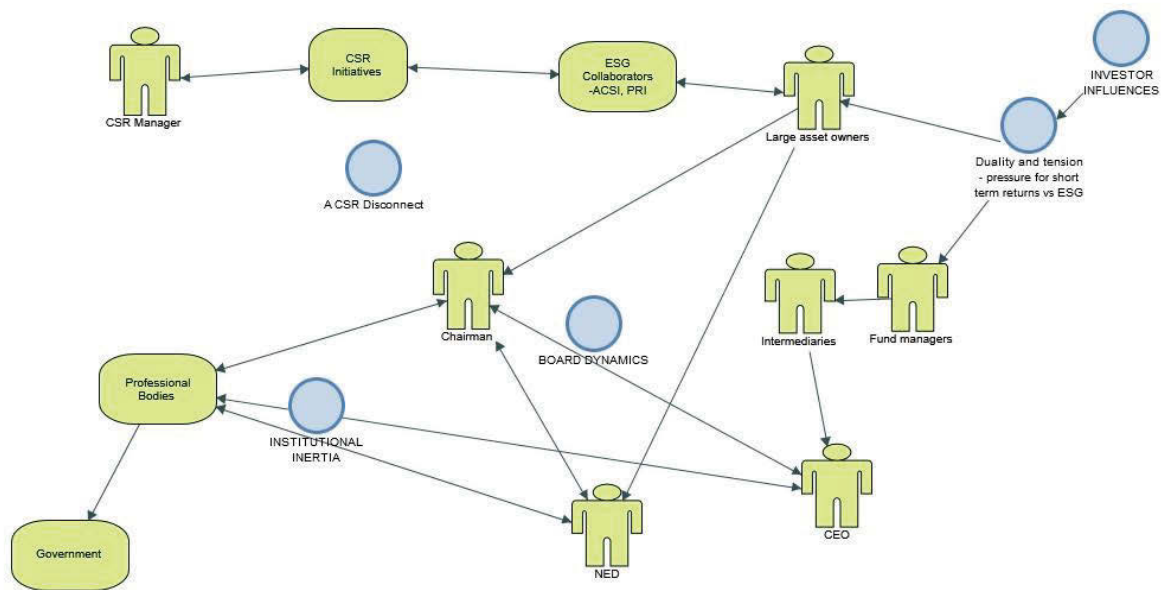 CSR
Initiatives
ESG
Collaborators
-ACSI, PRI
INVESTOR
INFLUENCES
CSR Manager
Large asset owners
Duality and tension
- pressure for short
term returns vs ESG
A CSR Disconnect
Chairman
BOARD DYNAMICS
Intermediaries
Fund managers
Professional
Bodies
INSTITUTIONAL
INERTIA
CEO
Government
NED